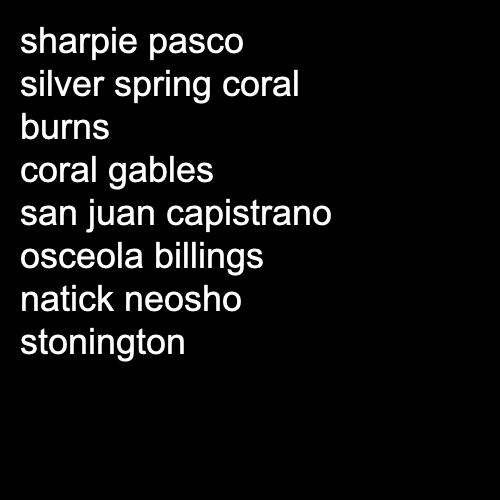 sharpie pasco
silver spring coral
burns
coral gables
san juan capistrano
osceola billings
natick neosho
stonington